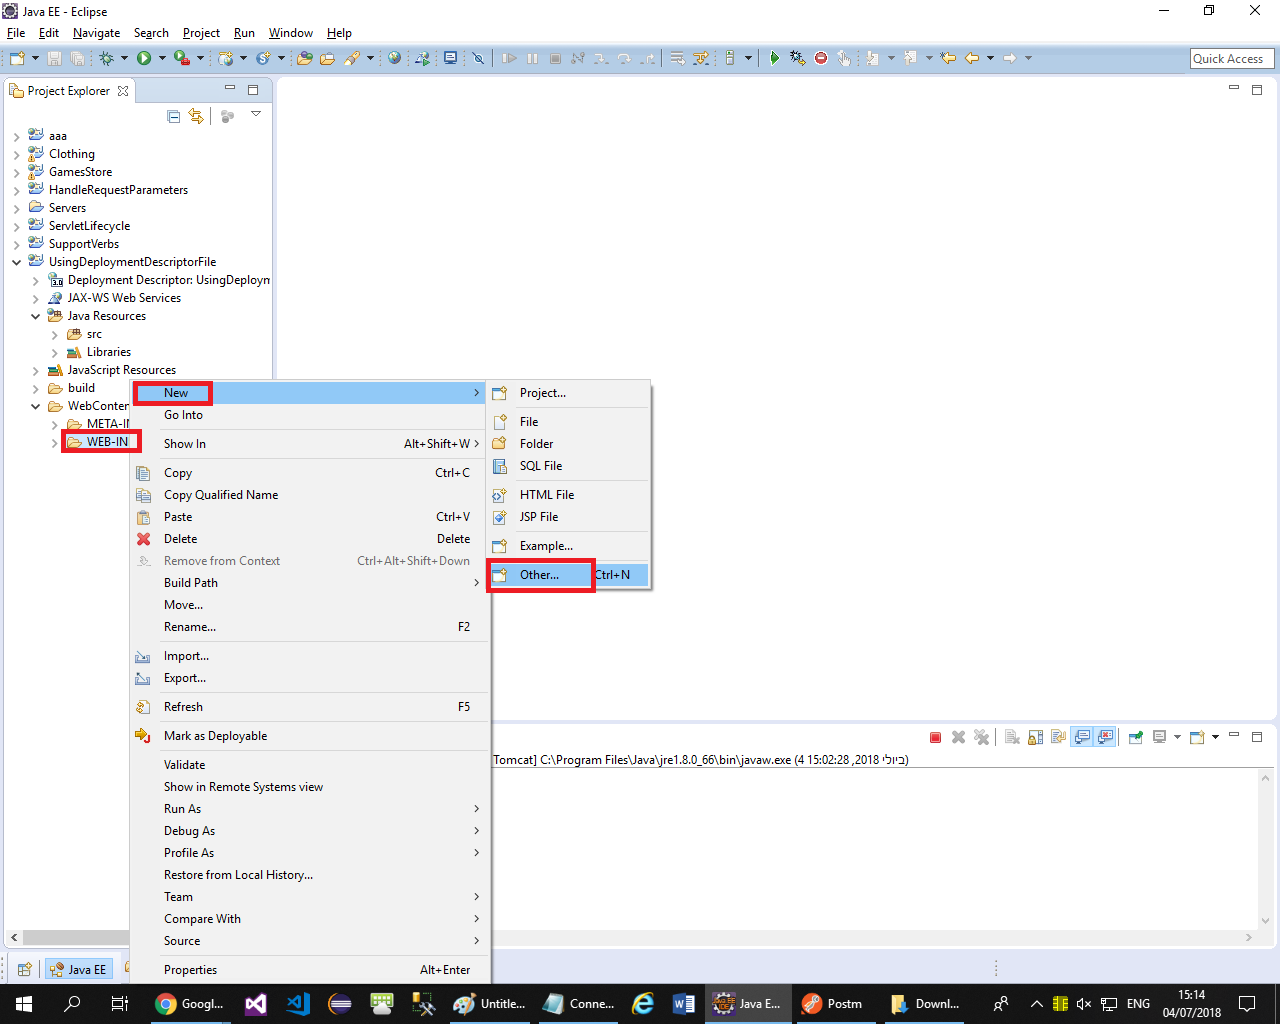 Java EE - Eclipse
File Edit Navigate Search Project Run Window Help
Quick Access
Project Explorer
aaa
Clothing
GamesStore
HandleRequestParameters
Servers
ServletLifecycle
SupportVerbs
UsingDeploymentDescriptorFile
3.0 Deployment Descriptor: UsingDeploym
JAX-WS Web Services
Java Resources
src
Libraries
JavaScript Resources
build
WebConten
META-IN
WEB-IN
New
Go Into
Show In Alt+Shift+W
Copy Ctrl+C
Copy Qualified Name
Paste Ctrl+V
Delete Delete
Remove from Context Ctrl+Alt+Shift+Down
Build Path
Move...
Rename... F2
Import...
Export...
Refresh F5
Mark as Deployable
Validate
Show in Remote Systems view
Run As
Debug As
Profile As
Restore from Local History...
Team
Compare With
Source
Properties Alt+Enter
Project...
File
Folder
SQL File
HTML File
JSP File
Example...
Other... Ctrl+N
Tomcat] C:\Program Files\Java\jre1.8.0_66\bin\javaw.exe (4 ביולי 2018, 15:02:28)
Java EE
Googl...
Untitle...
Conne...
Java E...
Postm
Downl...
ENG
15:14
04/07/2018